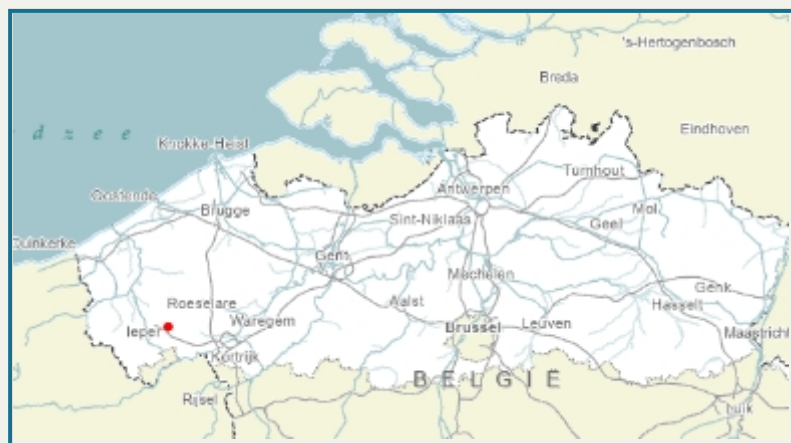 's-Hertogenbosch
Breda
Eindhoven
d z e e
Knokke-Heist
Turnhout
Antwerpen
Oostende
Mol
Brugge
Sint-Niklaas
Geel
Duinkerke
Gent
Mechelen
Genk
Roeselare
Aalst
Hasselt
Ieper
Waregem
Brussel
Leuven
Maastricht
Kortrijk
BELGIË
Rijsel
Luik